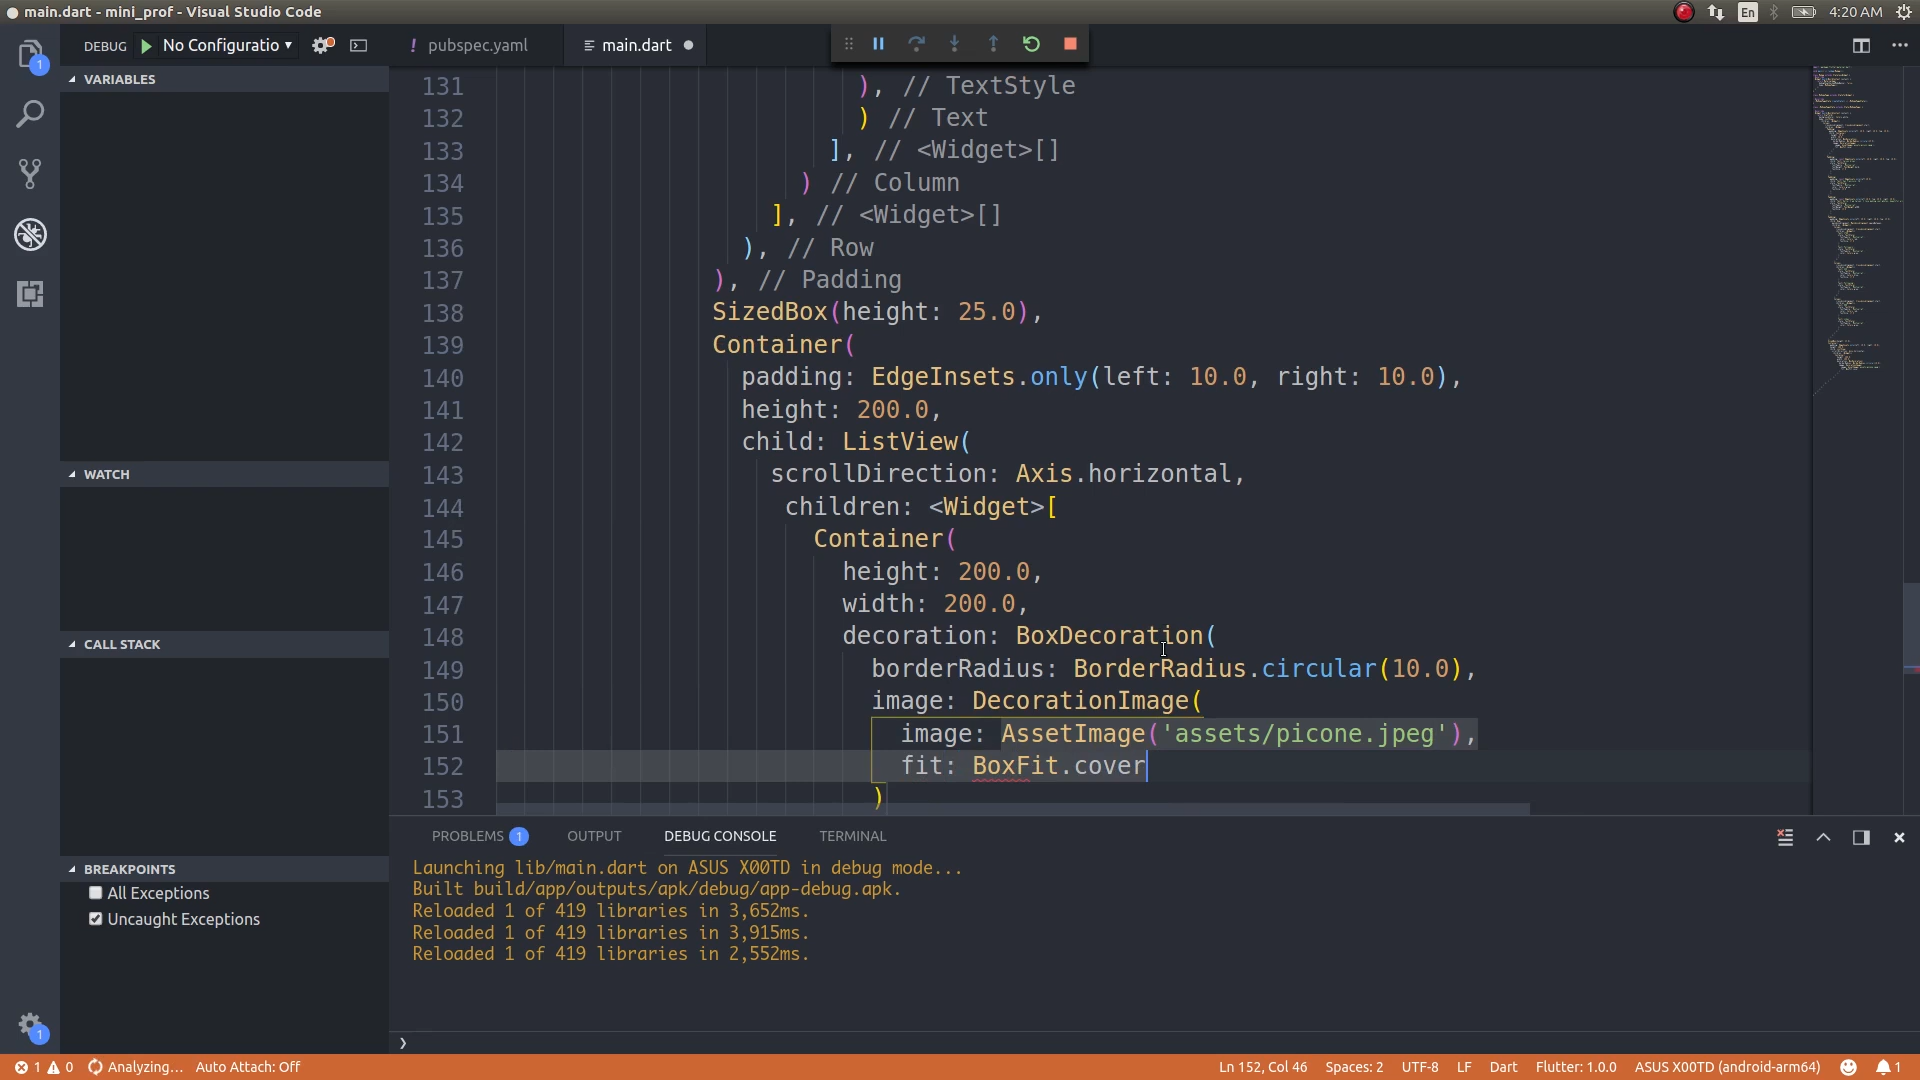 main.dart - mini_prof - Visual Studio Code
En
4:20 AM
DEBUG
No Configuratio
! pubspec.yaml
main.dart
1
VARIABLES
WATCH
CALL STACK
BREAKPOINTS
All Exceptions
Uncaught Exceptions
1
131 ), // TextStyle
132 ) // Text
133 ], // <Widget>[]
134 ) // Column
135 ], // <Widget>[]
136 ), // Row
137 ), // Padding
138 SizedBox(height: 25.0),
139 Container(
140 padding: EdgeInsets.only(left: 10.0, right: 10.0),
141 height: 200.0,
142 child: ListView(
143 scrollDirection: Axis.horizontal,
144 children: <Widget>[
145 Container(
146 height: 200.0,
147 width: 200.0,
148 decoration: BoxDecoration(
149 borderRadius: BorderRadius.circular(10.0),
150 image: DecorationImage(
151 image: AssetImage('assets/picone.jpeg'),
152 fit: BoxFit.cover
153 )
PROBLEMS 1 OUTPUT DEBUG CONSOLE TERMINAL
Launching lib/main.dart on ASUS X00TD in debug mode...
Built build/app/outputs/apk/debug/app-debug.apk.
Reloaded 1 of 419 libraries in 3,652ms.
Reloaded 1 of 419 libraries in 3,915ms.
Reloaded 1 of 419 libraries in 2,552ms.
1 0 Analyzing... Auto Attach: Off
Ln 152, Col 46 Spaces: 2 UTF-8 LF Dart Flutter: 1.0.0 ASUS X00TD (android-arm64) 1